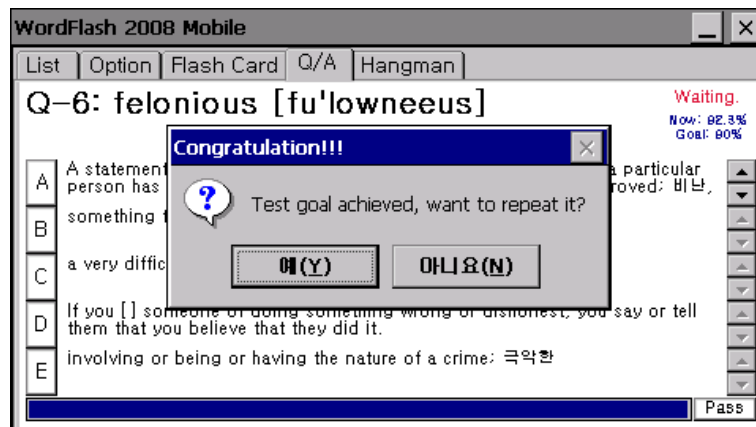 WordFlash 2008 Mobile
List Option Flash Card Q/A Hangman
Q-6: felonious [fu'lowneeus]
Waiting.
Now: 92.3%
Goal: 90%
Congratulation!!!
Test goal achieved, want to repeat it?
예(Y) 아니요(N)
A A statement a particular
person has roved; 비난,
B something
C a very diffic
D If you [] someone of doing something wrong or dishonest, you say or tell
them that you believe that they did it.
E involving or being or having the nature of a crime; 극악한
Pass